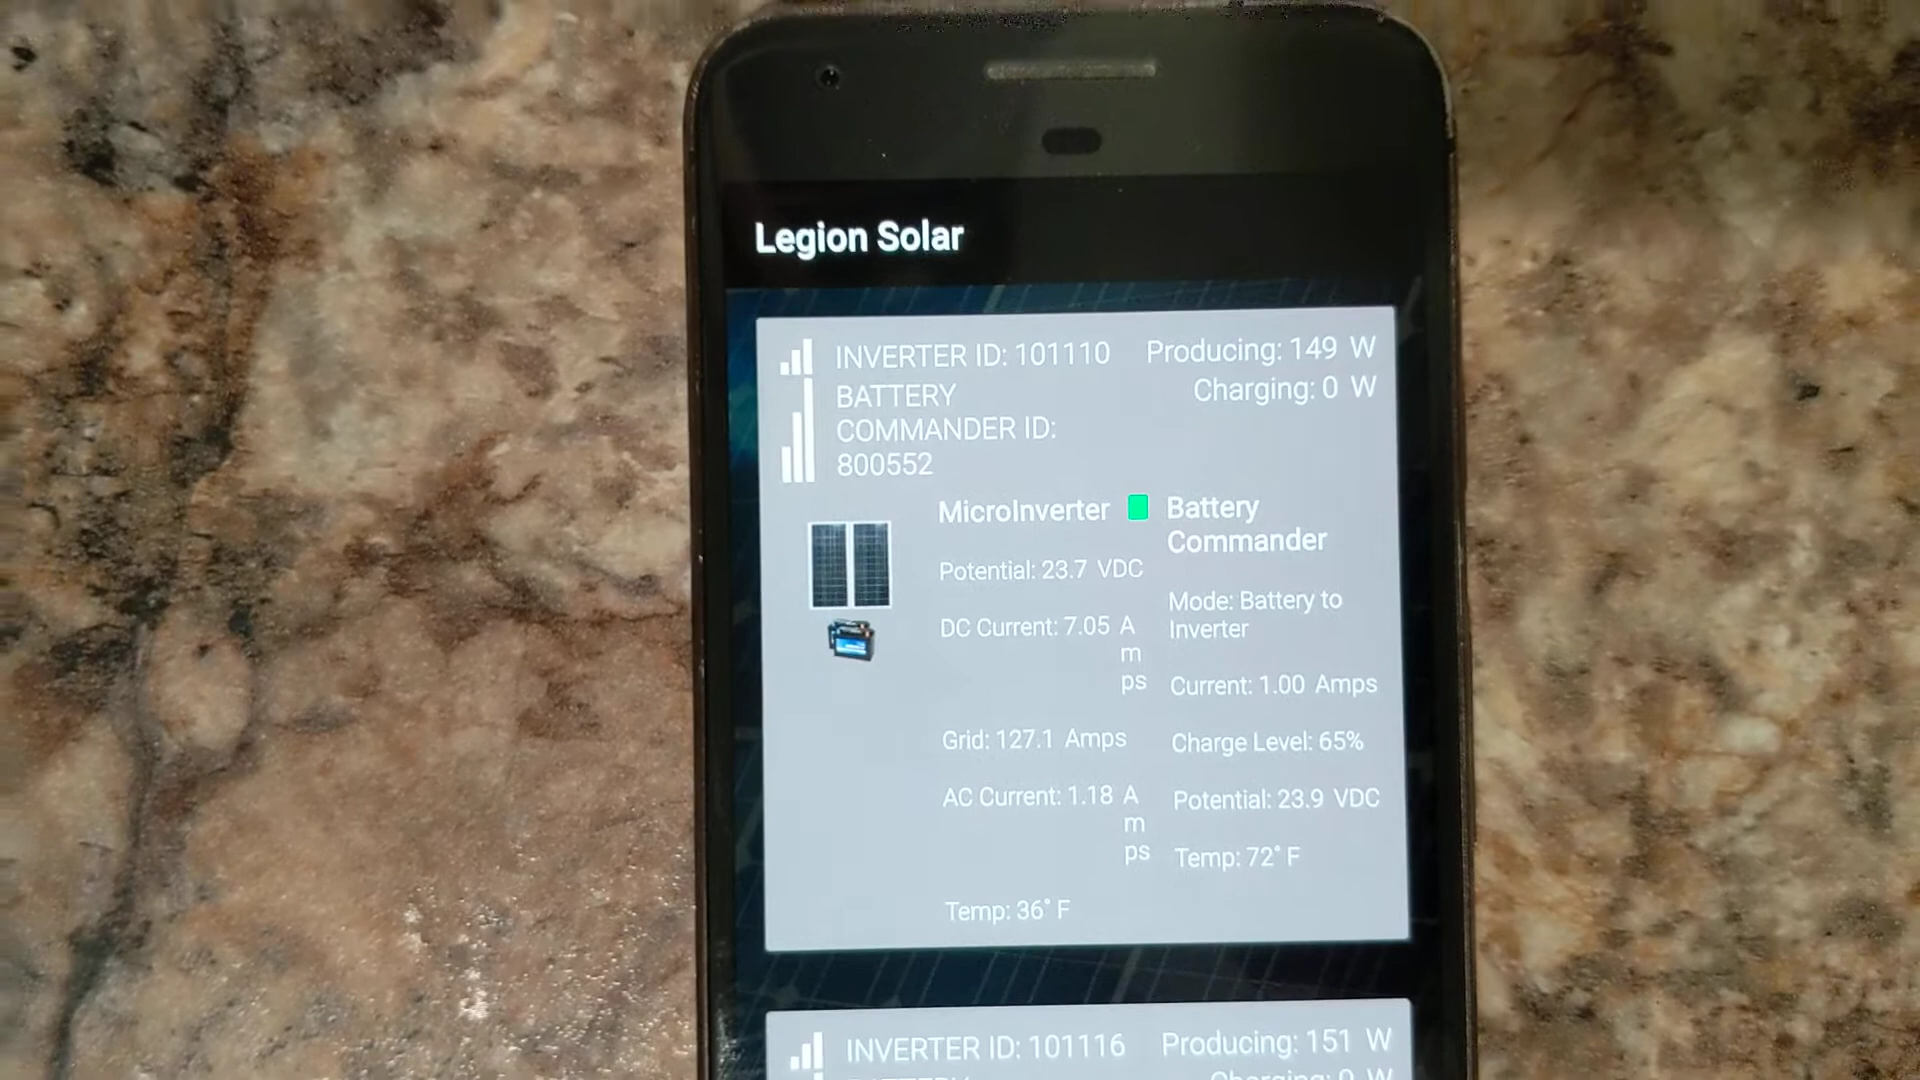 Legion Solar
INVERTER ID: 101110
Producing: 149 W
BATTERY
COMMANDER ID:
800552
Charging: 0 W
MicroInverter
Potential: 23.7 VDC
DC Current: 7.05 A
m
ps
Grid: 127.1 Amps
AC Current: 1.18 A
m
ps
Temp: 36° F
Battery
Commander
Mode: Battery to
Inverter
Current: 1.00 Amps
Charge Level: 65%
Potential: 23.9 VDC
Temp: 72° F
INVERTER ID: 101116
Producing: 151 W
BATTERY
Charging: 0 W